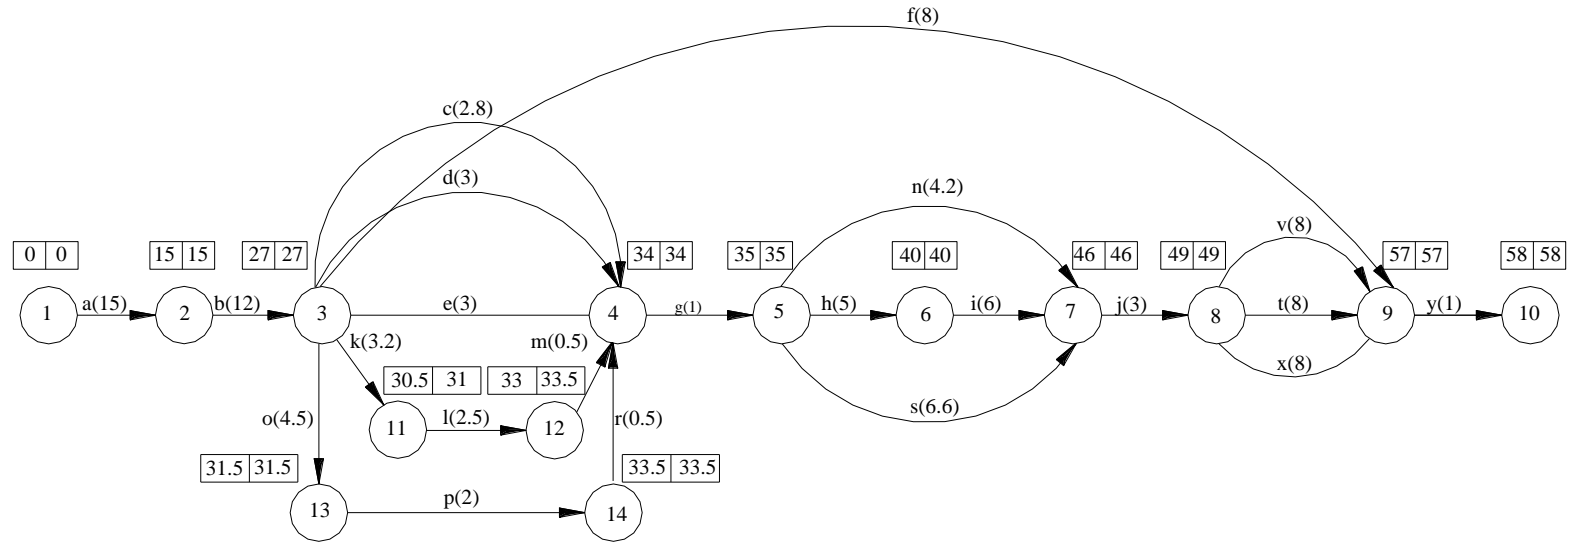 f(8)
c(2.8)
d(3)
n(4.2)
v(8)
0 0
15 15
27 27
34 34
35 35
40 40
46 46
49 49
57 57
58 58
1 a(15) 2 b(12) 3 e(3) 4 g(1) 5 h(5) 6 i(6) 7 j(3) 8 t(8) 9 y(1) 10
k(3.2)
m(0.5)
x(8)
30.5 31
33 33.5
s(6.6)
o(4.5)
11 l(2.5) 12
r(0.5)
31.5 31.5
33.5 33.5
13 p(2) 14